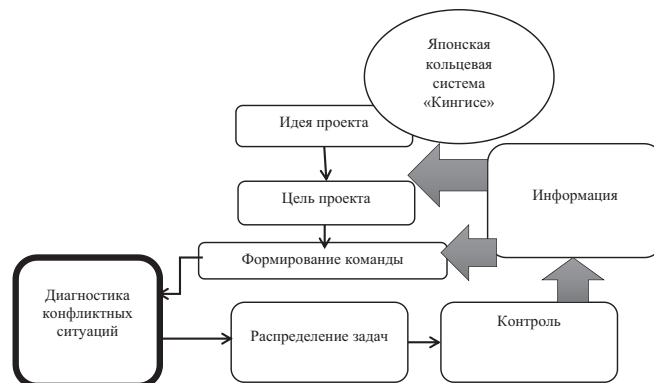 Японская
кольцевая
система
«Кингисе»
Идея проекта
Цель проекта
Информация
Формирование команды
Диагностика
конфликтных
ситуаций
Распределение задач
Контроль